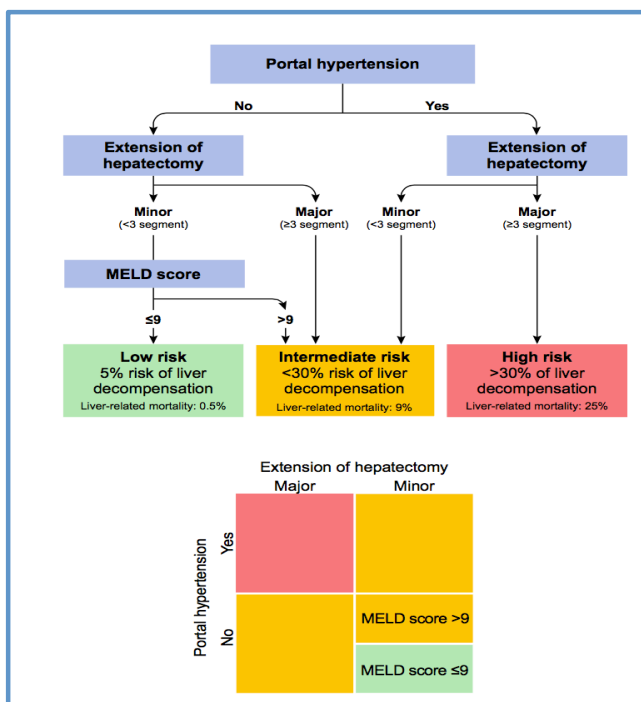 Portal hypertension
No
Yes
Extension of
hepatectomy
Extension of
hepatectomy
Minor
(<3 segment)
Major
(≥3 segment)
Minor
(<3 segment)
Major
(≥3 segment)
MELD score
≤9
>9
Low risk
5% risk of liver
decompensation
Liver-related mortality: 0.5%
Intermediate risk
<30% risk of liver
decompensation
Liver-related mortality: 9%
High risk
>30% of liver
decompensation
Liver-related mortality: 25%
Extension of hepatectomy
Major
Minor
Portal hypertension
Yes
No
MELD score >9
MELD score ≤9